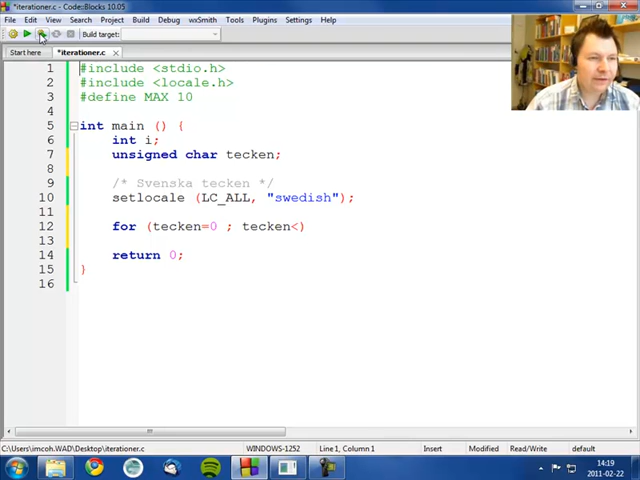 *iterationer.c - Code::Blocks 10.05
File Edit View Search Project Build Debug wxSmith Tools Plugins Settings Help
Build target:
Start here *iterationer.c
1 #include <stdio.h>
2 #include <locale.h>
3 #define MAX 10
4
5 int main () {
6 int i;
7 unsigned char tecken;
8
9 /* Svenska tecken */
10 setlocale (LC_ALL, "swedish");
11
12 for (tecken=0 ; tecken<)
13
14 return 0;
15 }
16
C:\Users\imcoh.WAD\Desktop\iterationer.c WINDOWS-1252 Line 1, Column 1 Insert Modified Read/Write default
14:19
2011-02-22